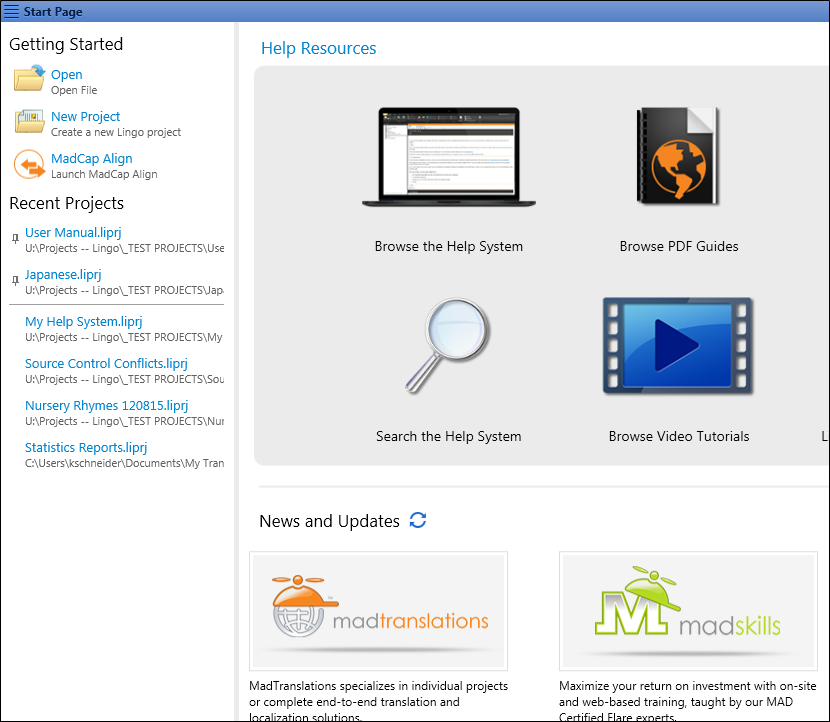 Start Page
Getting Started
Open
Open File
New Project
Create a new Lingo project
MadCap Align
Launch MadCap Align
Recent Projects
User Manual.liprj
U:\Projects -- Lingo\_TEST PROJECTS\Use
Japanese.liprj
U:\Projects -- Lingo\_TEST PROJECTS\Japa
My Help System.liprj
U:\Projects -- Lingo\_TEST PROJECTS\My
Source Control Conflicts.liprj
U:\Projects -- Lingo\_TEST PROJECTS\Sou
Nursery Rhymes 120815.liprj
U:\Projects -- Lingo\_TEST PROJECTS\Nur
Statistics Reports.liprj
C:\Users\kschneider\Documents\My Tran
Help Resources
Browse the Help System
Browse PDF Guides
Search the Help System
Browse Video Tutorials
L
News and Updates
madtranslations
MadTranslations specializes in individual projects
or complete end-to-end translation and
localization solutions.
M madskills
Maximize your return on investment with on-site
and web-based training, taught by our MAD
Certified Flare experts.